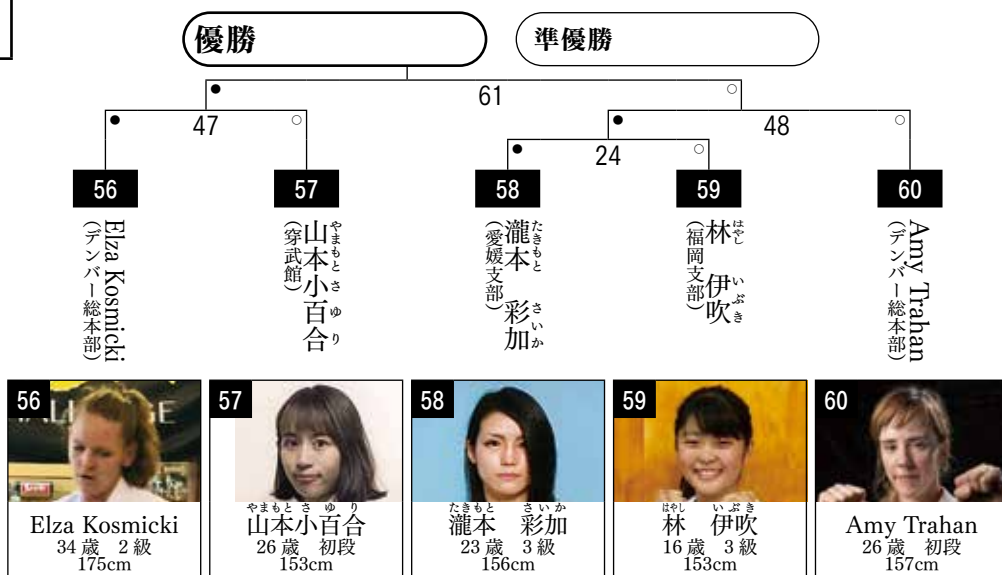 優勝
準優勝
● 61 ○
● 47 ○
● 48 ○
● 24 ○
56
57
58
59
60
Elza Kosmicki
(デンバー総本部)
やまもとさゆり
山本小百合
(穿武館)
たきもと さいか
瀧本 彩加
(愛媛支部)
はやし いぶき
林 伊吹
(福岡支部)
Amy Trahan
(デンバー総本部)
56
Elza Kosmicki
34歳 2級
175cm
57
やまもとさゆり
山本小百合
26歳 初段
153cm
58
たきもと さいか
瀧本 彩加
23歳 3級
156cm
59
はやし いぶき
林 伊吹
16歳 3級
153cm
60
Amy Trahan
26歳 初段
157cm